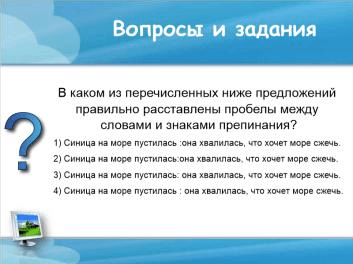 Вопросы и задания
В каком из перечисленных ниже предложений
правильно расставлены пробелы между
словами и знаками препинания?
1) Синица на море пустилась :она хвалилась, что хочет море сжечь.
2) Синица на море пустилась:она хвалилась, что хочет море сжечь.
3) Синица на море пустилась: она хвалилась, что хочет море сжечь.
4) Синица на море пустилась : она хвалилась, что хочет море сжечь.
?